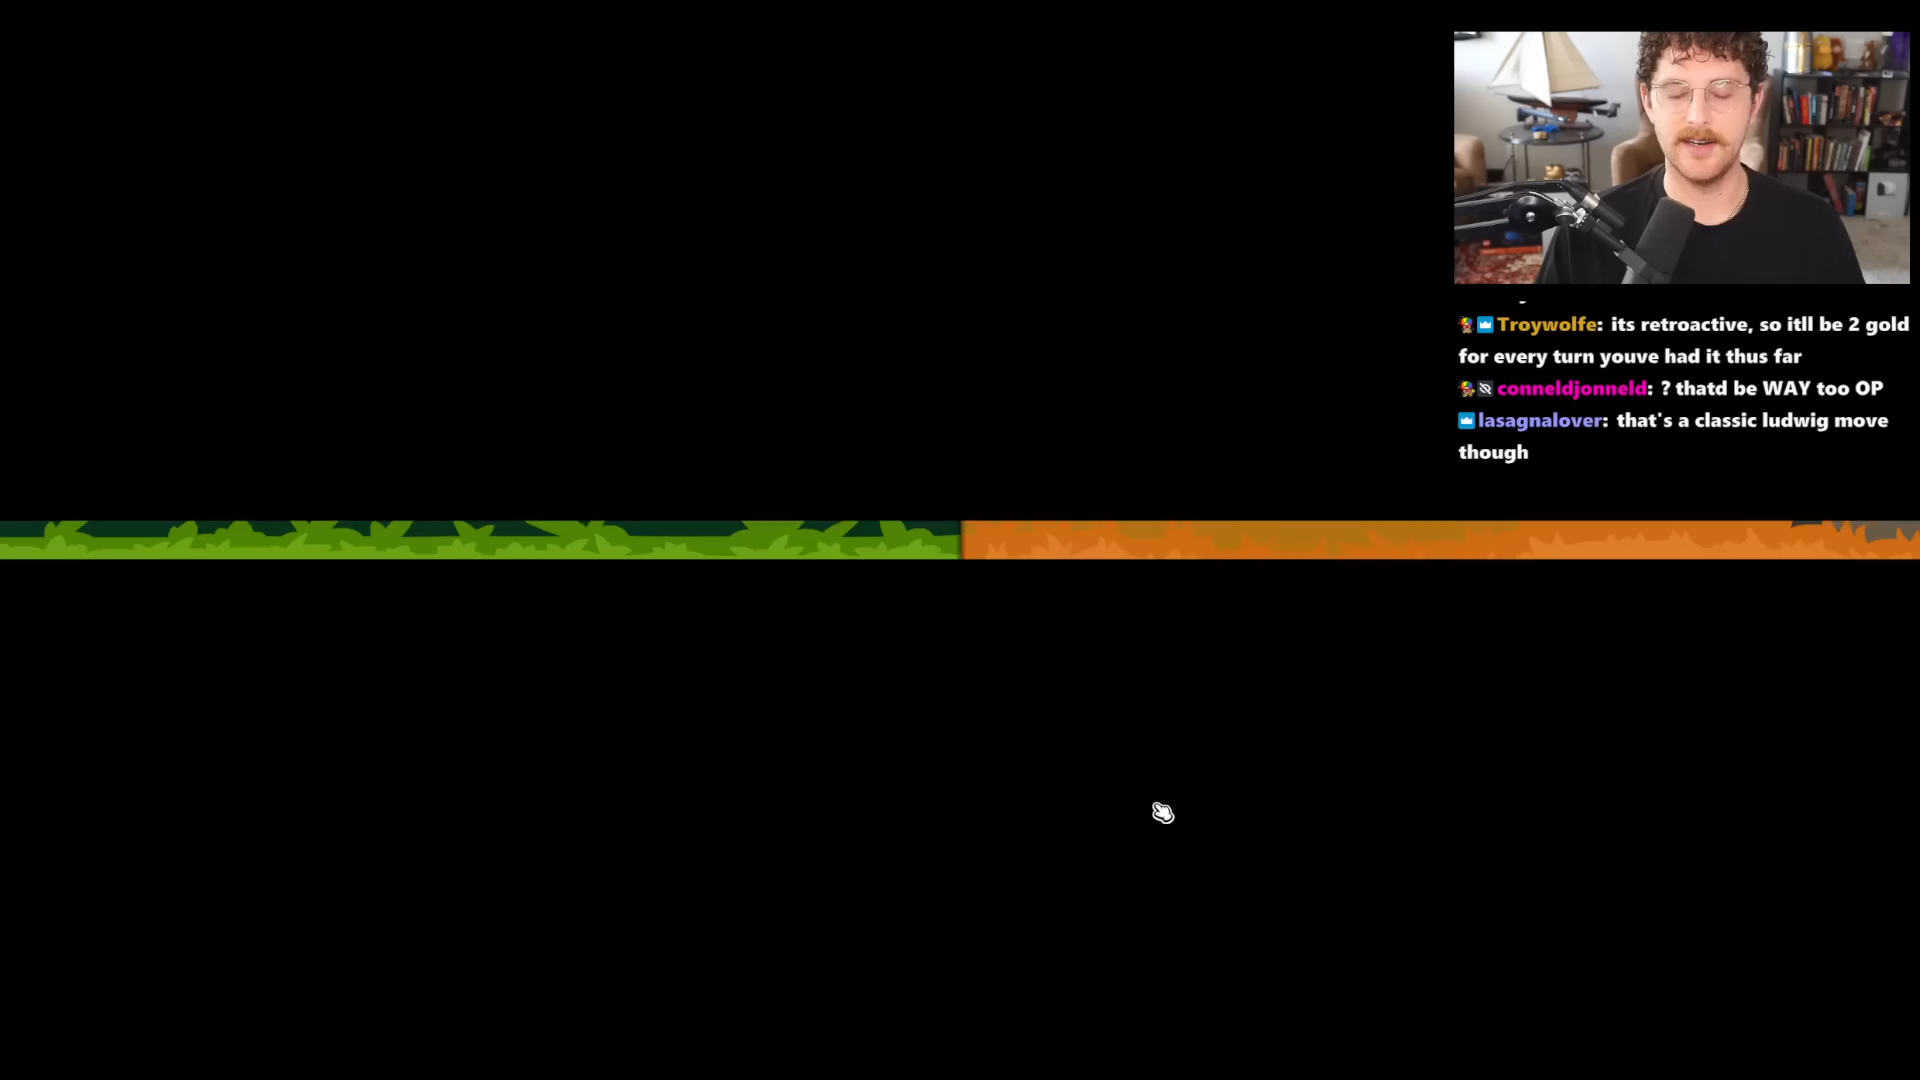 Troywolfe: its retroactive, so itll be 2 gold
for every turn youve had it thus far
conneldjonneld: ? thatd be WAY too OP
lasagnalover: that's a classic ludwig move
though